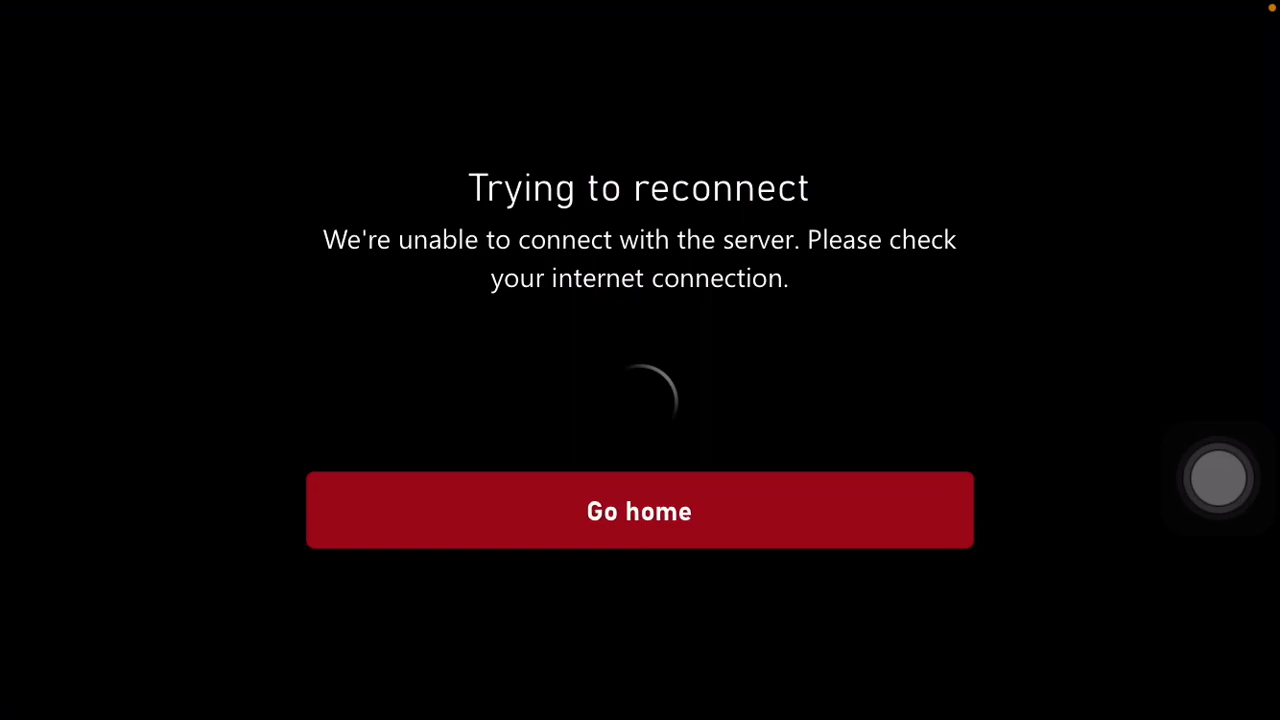 Trying to reconnect
We're unable to connect with the server. Please check
your internet connection.
Go home